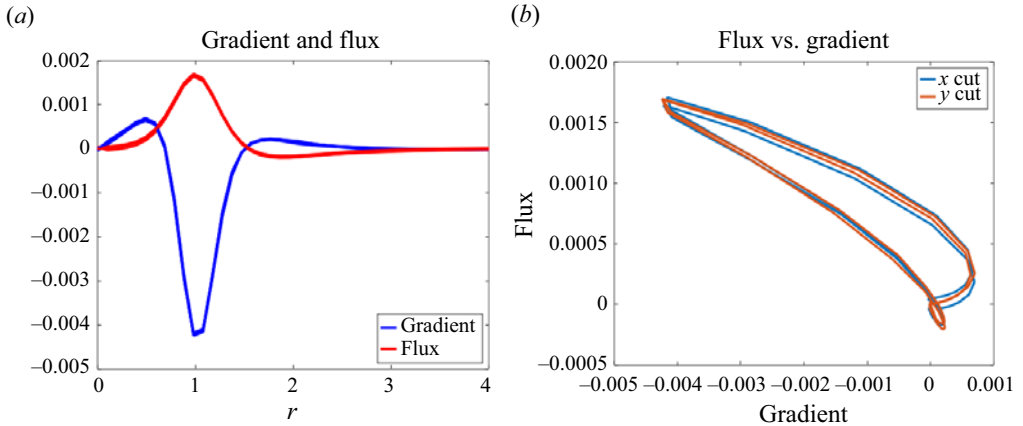 (a)
Gradient and flux
0.002
0.001
0
–0.001
–0.002
–0.003
–0.004
–0.005
0 1 2 3 4
r
Gradient
Flux
(b)
Flux vs. gradient
0.0020
0.0015
0.0010
0.0005
0
–0.0005
Flux
–0.005 –0.004 –0.003 –0.002 –0.001 0 0.001
Gradient
x cut
y cut